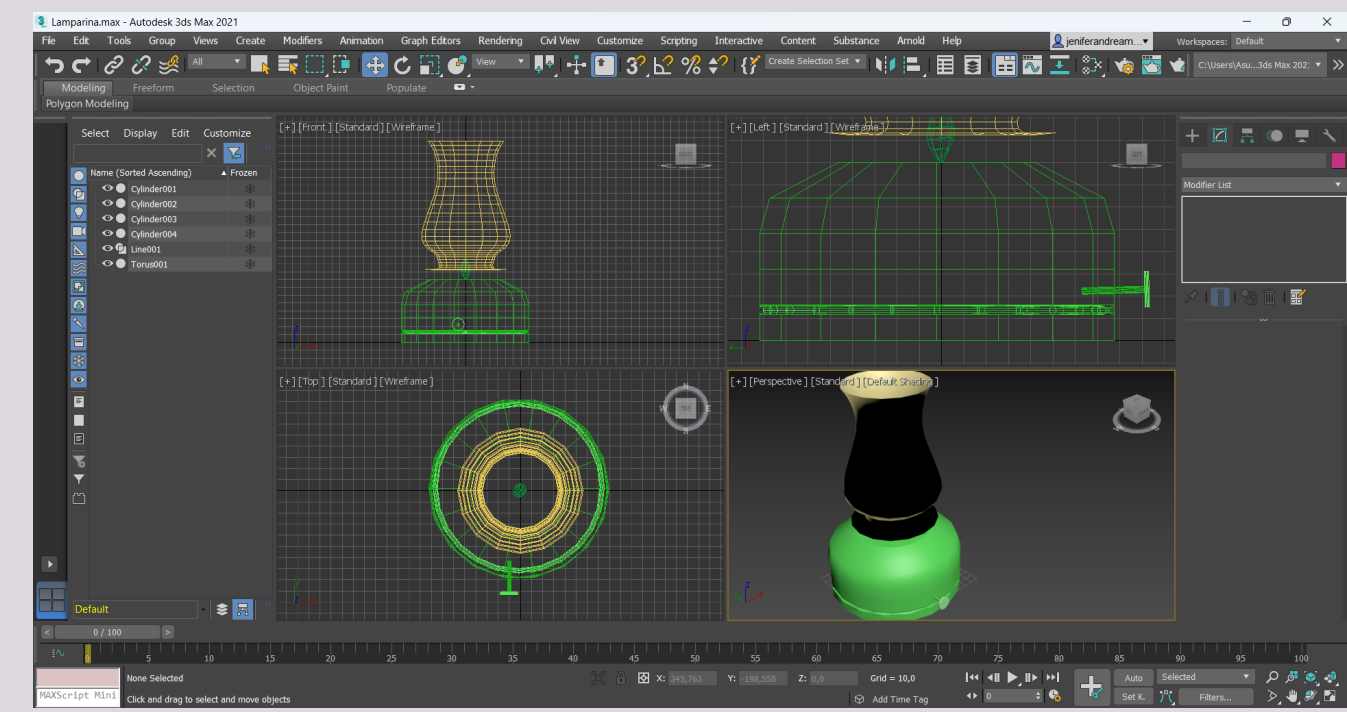 Lamparina.max - Autodesk 3ds Max 2021
File Edit Tools Group Views Create Modifiers Animation Graph Editors Rendering Civil View Customize Scripting Interactive Content Substance Arnold Help jeniferandream... Workspaces: Default
All View Create Selection Set C:\Users\Asu...3ds Max 202:
Modeling Freeform Selection Object Paint Populate
Polygon Modeling
Select Display Edit Customize
Name (Sorted Ascending) Frozen
Cylinder001
Cylinder002
Cylinder003
Cylinder004
Line001
Torus001
[+] [Front ] [Standard ] [Wireframe ]
FRONT
[+] [Left ] [Standard ] [Wireframe ]
LEFT
Modifier List
[+] [Top ] [Standard ] [Wireframe ]
N
W TOP E
S
[+] [Perspective ] [Standard ] [Default Shading ]
Default
0 / 100
0 5 10 15 20 25 30 35 40 45 50 55 60 65 70 75 80 85 90 95 100
None Selected X: 345,763 Y: -198,558 Z: 0,0 Grid = 10,0 Auto Selected
MAXScript Mini Click and drag to select and move objects Add Time Tag 0 Set K. Filters...